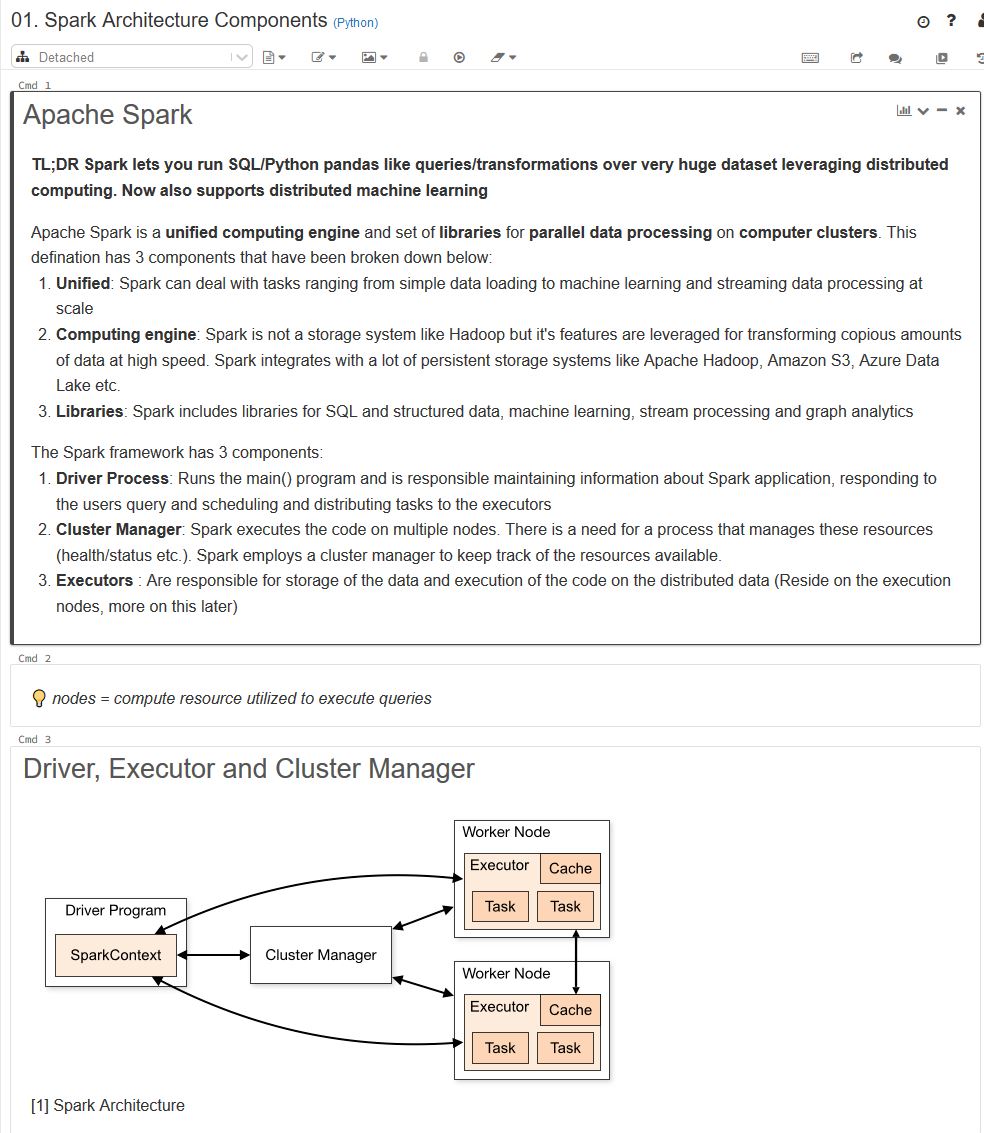 01. Spark Architecture Components (Python)
?
Detached
Cmd 1
Apache Spark
TL;DR Spark lets you run SQL/Python pandas like queries/transformations over very huge dataset leveraging distributed
computing. Now also supports distributed machine learning
Apache Spark is a unified computing engine and set of libraries for parallel data processing on computer clusters. This
defination has 3 components that have been broken down below:
1. Unified: Spark can deal with tasks ranging from simple data loading to machine learning and streaming data processing at
scale
2. Computing engine: Spark is not a storage system like Hadoop but it's features are leveraged for transforming copious amounts
of data at high speed. Spark integrates with a lot of persistent storage systems like Apache Hadoop, Amazon S3, Azure Data
Lake etc.
3. Libraries: Spark includes libraries for SQL and structured data, machine learning, stream processing and graph analytics
The Spark framework has 3 components:
1. Driver Process: Runs the main() program and is responsible maintaining information about Spark application, responding to
the users query and scheduling and distributing tasks to the executors
2. Cluster Manager: Spark executes the code on multiple nodes. There is a need for a process that manages these resources
(health/status etc.). Spark employs a cluster manager to keep track of the resources available.
3. Executors : Are responsible for storage of the data and execution of the code on the distributed data (Reside on the execution
nodes, more on this later)
Cmd 2
nodes = compute resource utilized to execute queries
Cmd 3
Driver, Executor and Cluster Manager
Driver Program
SparkContext
Cluster Manager
Worker Node
Executor
Cache
Task
Task
Worker Node
Executor
Cache
Task
Task
[1] Spark Architecture